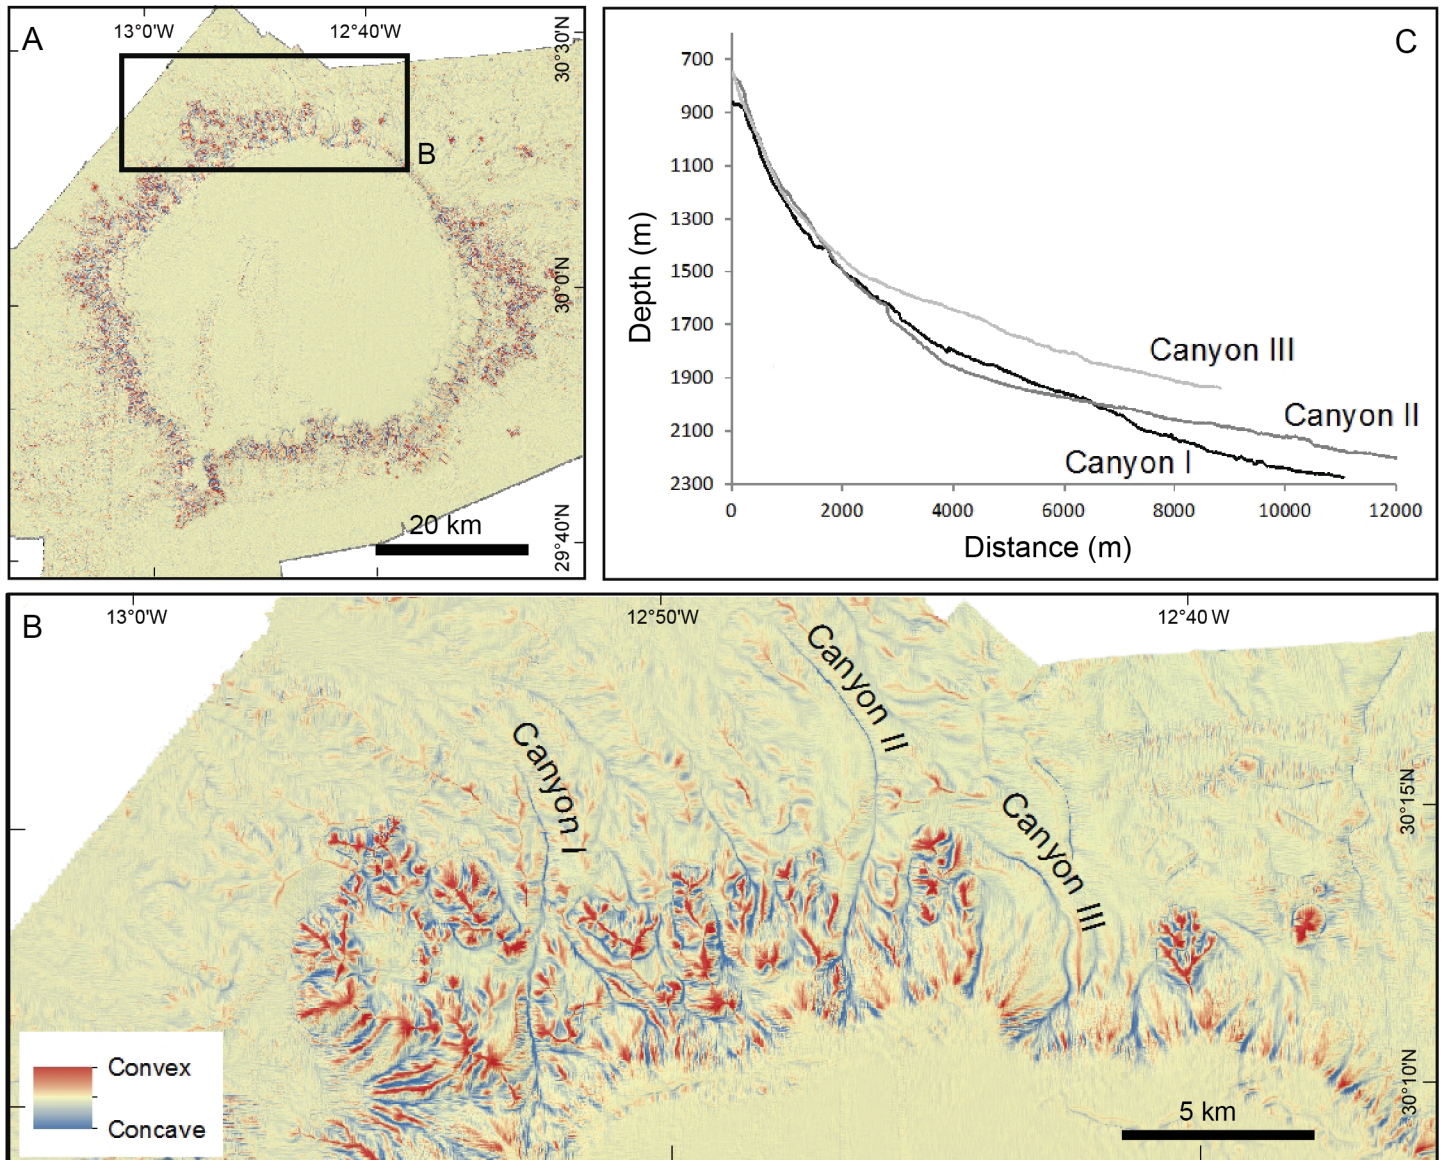 A
13°0'W
12°40'W
30°30'N
B
30°0'N
20 km
29°40'N
C
700
900
1100
1300
1500
1700
1900
2100
2300
Depth (m)
Canyon III
Canyon II
Canyon I
0
2000
4000
6000
8000
10000
12000
Distance (m)
B
13°0'W
12°50'W
12°40'W
Canyon I
Canyon II
Canyon III
30°15'N
30°10'N
Convex
Concave
5 km